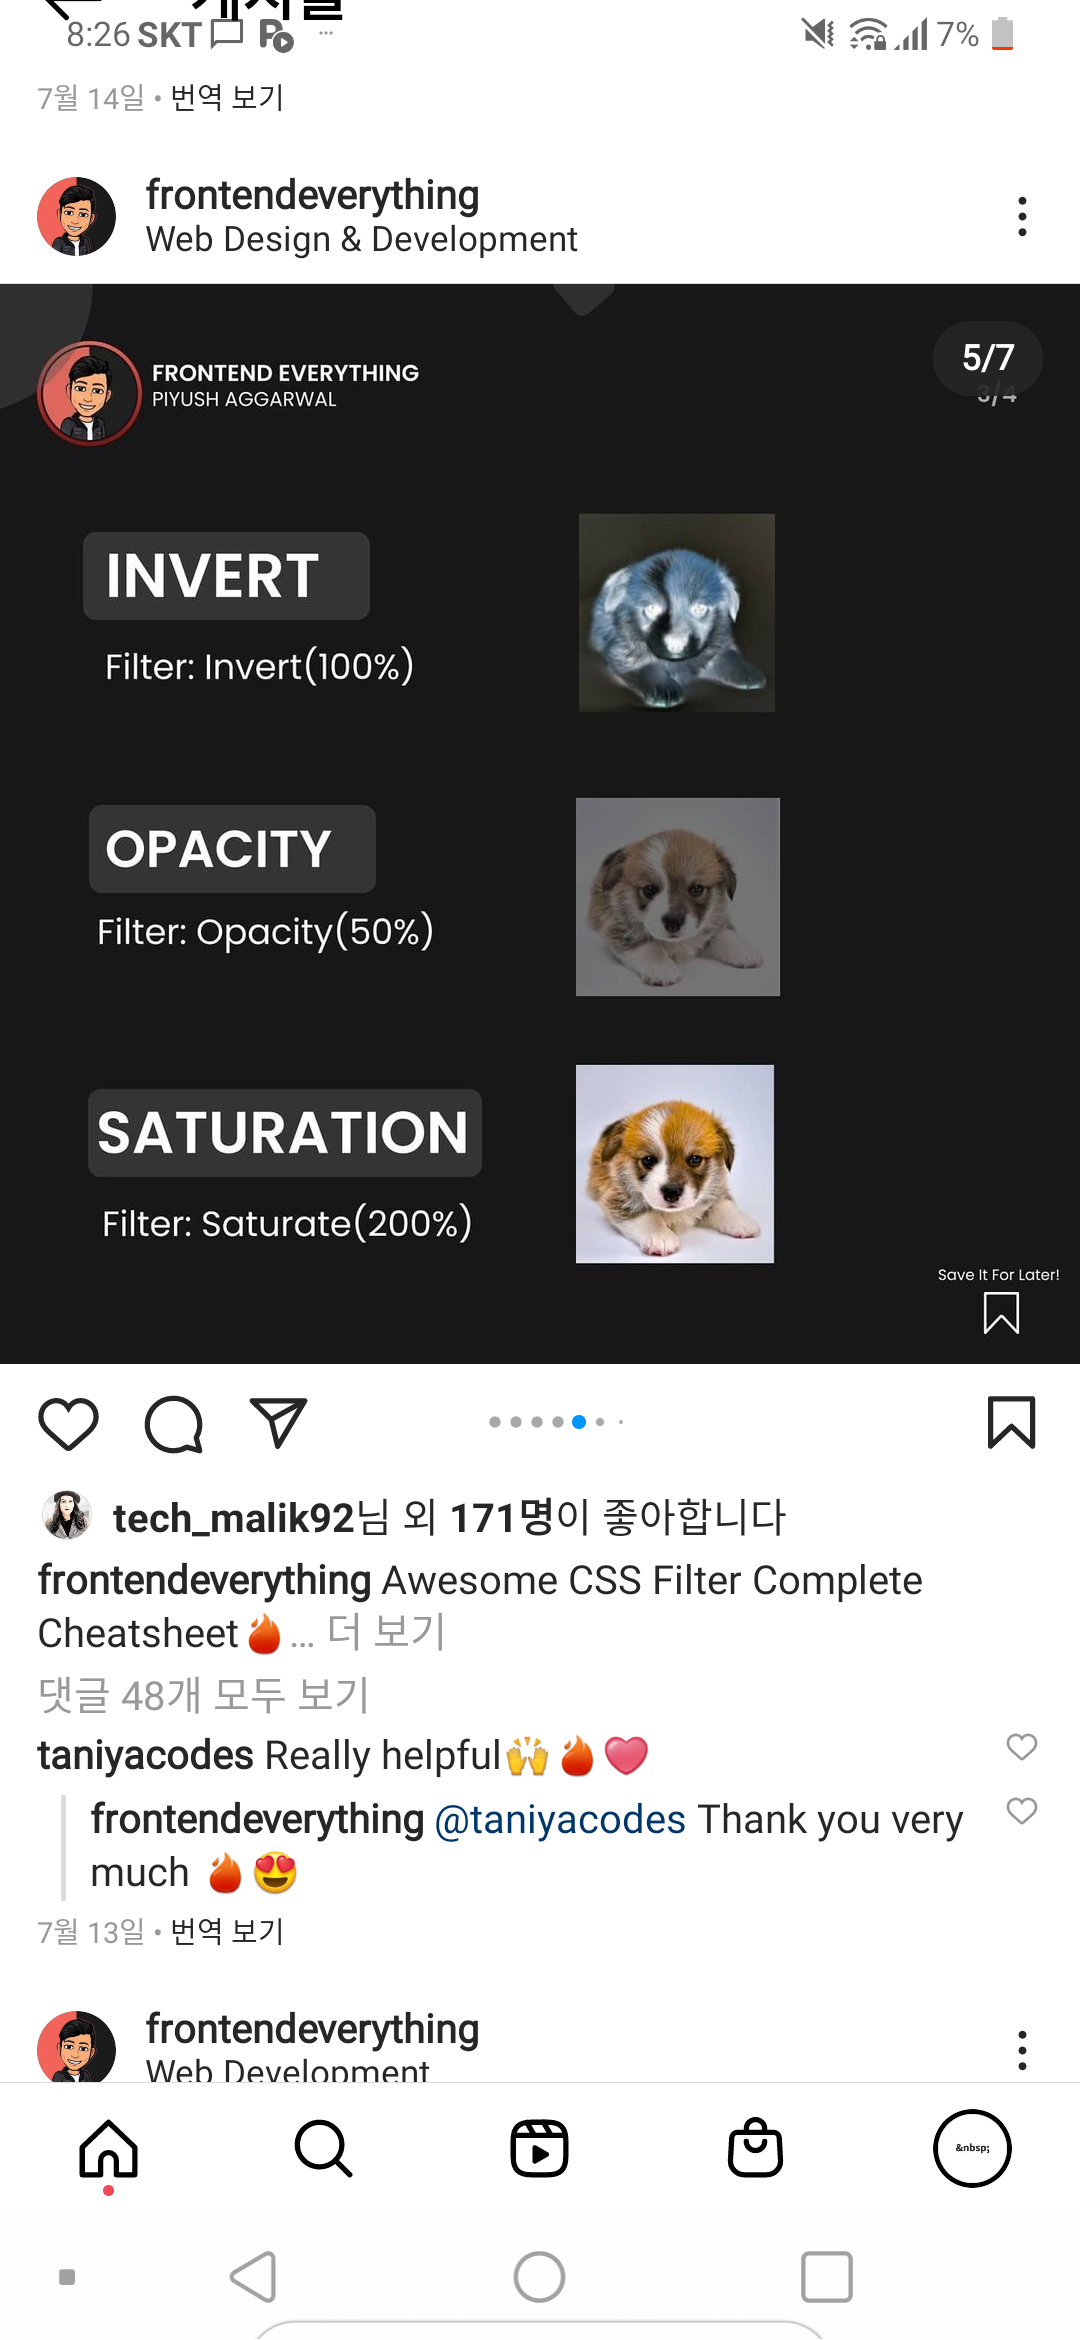 게시물
8:26 SKT
7%
7월 14일 • 번역 보기
frontendeverything
Web Design & Development
FRONTEND EVERYTHING
PIYUSH AGGARWAL
5/7
3/4
INVERT
Filter: Invert(100%)
OPACITY
Filter: Opacity(50%)
SATURATION
Filter: Saturate(200%)
Save It For Later!
tech_malik92님 외 171명이 좋아합니다
frontendeverything Awesome CSS Filter Complete
Cheatsheet🔥... 더 보기
댓글 48개 모두 보기
taniyacodes Really helpful🙌🔥❤️
frontendeverything @taniyacodes Thank you very
much 🔥😍
7월 13일 • 번역 보기
frontendeverything
Web Development
&nbsp;